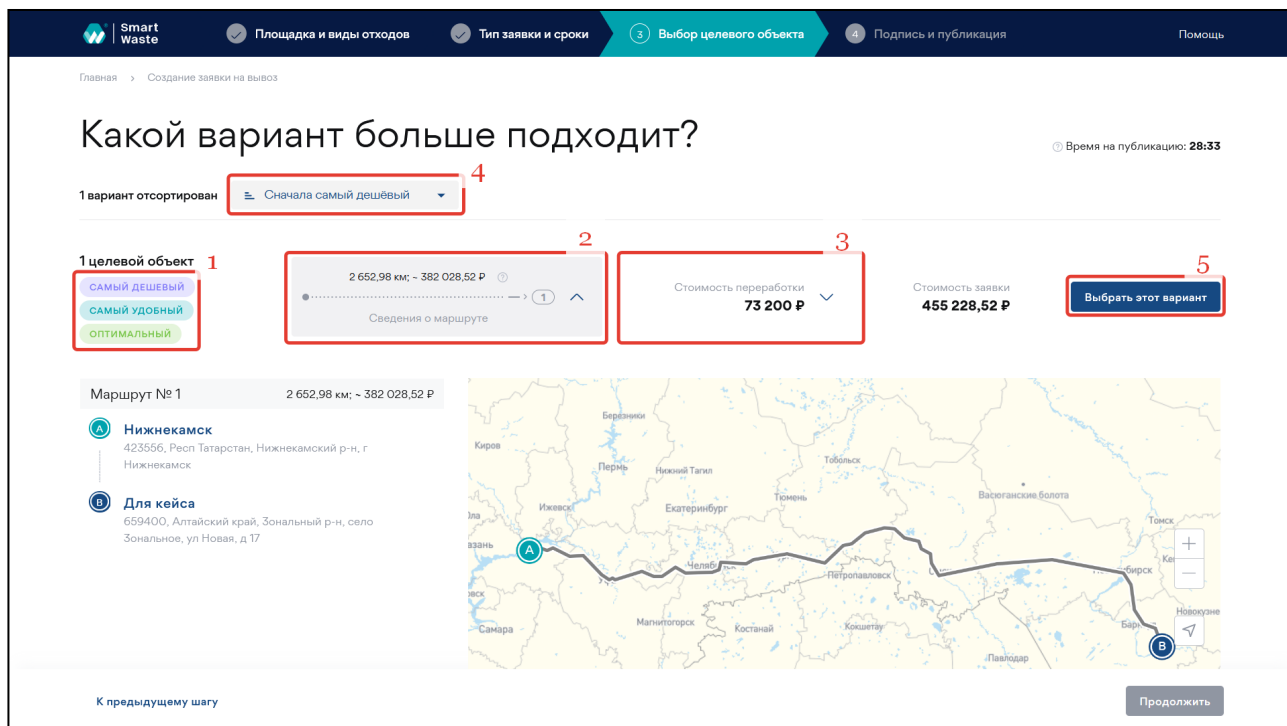 Smart
Waste
Площадка и виды отходов
Тип заявки и сроки
3 Выбор целевого объекта
4 Подпись и публикация
Помощь
Главная > Создание заявки на вывоз
Какой вариант больше подходит?
Время на публикацию: 28:33
4
1 вариант отсортирован
Сначала самый дешёвый
1 целевой объект
1
САМЫЙ ДЕШЕВЫЙ
САМЫЙ УДОБНЫЙ
ОПТИМАЛЬНЫЙ
2
2 652,98 км; ~ 382 028,52 ₽
1
Сведения о маршруте
3
Стоимость переработки
73 200 ₽
Стоимость заявки
455 228,52 ₽
5
Выбрать этот вариант
Маршрут № 1
2 652,98 км; ~ 382 028,52 ₽
A Нижнекамск
423556, Респ Татарстан, Нижнекамский р-н, г
Нижнекамск
B Для кейса
659400, Алтайский край, Зональный р-н, село
Зональное, ул Новая, д 17
Березники
Киров
Пермь
Нижний Тагил
Тобольск
Ижевск
Екатеринбург
Тюмень
Васюганские болота
Томск
азань
A
Челяб
Петропавловск
бирск
Ке
Магнитогорск
Костанай
Кокшетау
Самара
Барн
Новокузне
Павлодар
B
К предыдущему шагу
Продолжить